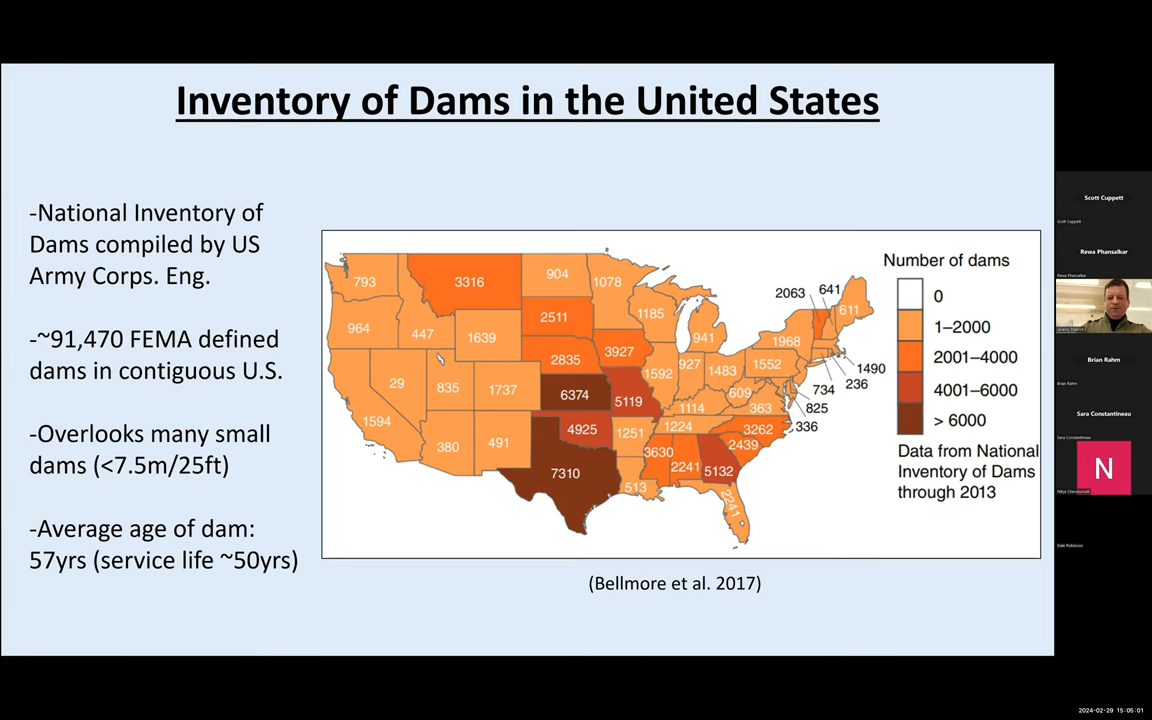 Inventory of Dams in the United States
-National Inventory of
Dams compiled by US
Army Corps. Eng.
-~91,470 FEMA defined
dams in contiguous U.S.
-Overlooks many small
dams (<7.5m/25ft)
-Average age of dam:
57yrs (service life ~50yrs)
793
3316
904
1078
964
447
1639
2511
1185
941
2063
641
611
1968
29
835
1737
2835
3927
1592
927
1483
1552
1490
236
734
825
336
1594
380
491
6374
5119
4925
1251
1114
609
363
1224
3262
2439
7310
513
3630
2241
5132
2241
Number of dams
0
1–2000
2001–4000
4001–6000
> 6000
Data from National
Inventory of Dams
through 2013
(Bellmore et al. 2017)
Scott Cuppett
Scott Cuppett
Rewa Phansalkar
Rewa Phansalkar
Brian Rahm
Brian Rahm
Sara Constantineau
Sara Constantineau
N
Dale Robinson
2024-02-29 15:05:01